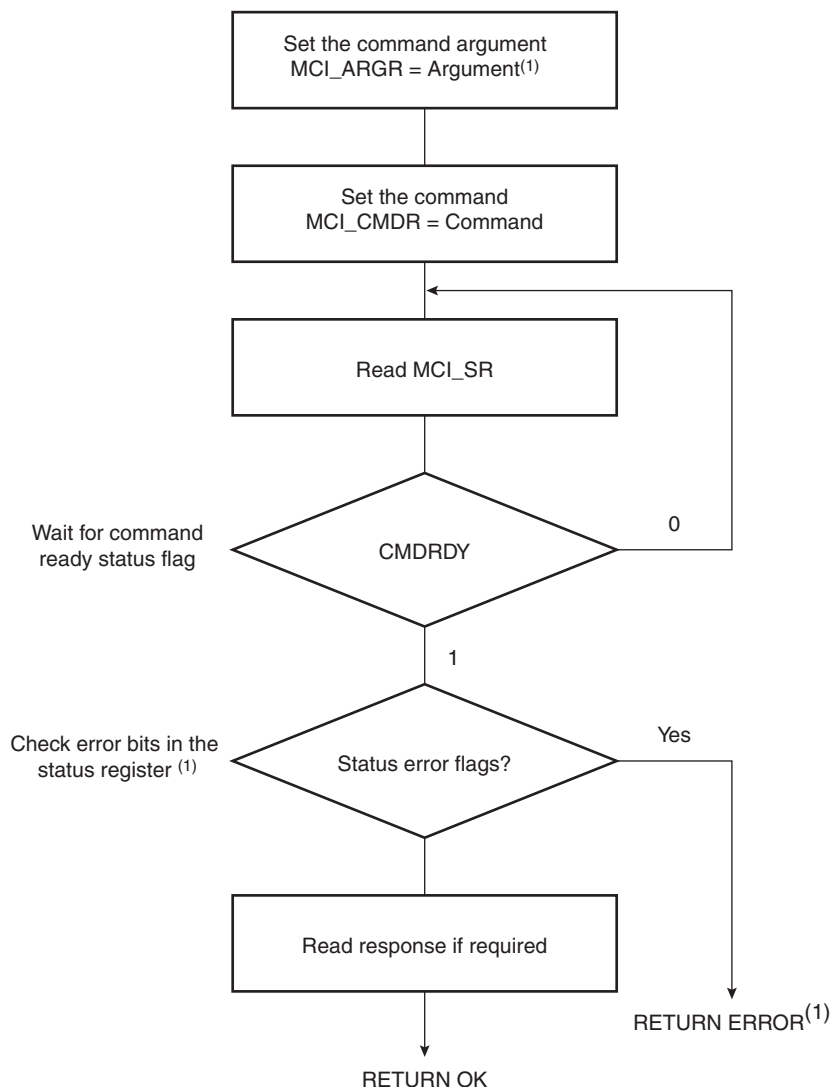 Set the command argument
MCI_ARGR = Argument(1)
Set the command
MCI_CMDR = Command
Read MCI_SR
Wait for command
ready status flag
CMDRDY
0
1
Check error bits in the
status register (1)
Status error flags?
Yes
Read response if required
RETURN ERROR(1)
RETURN OK